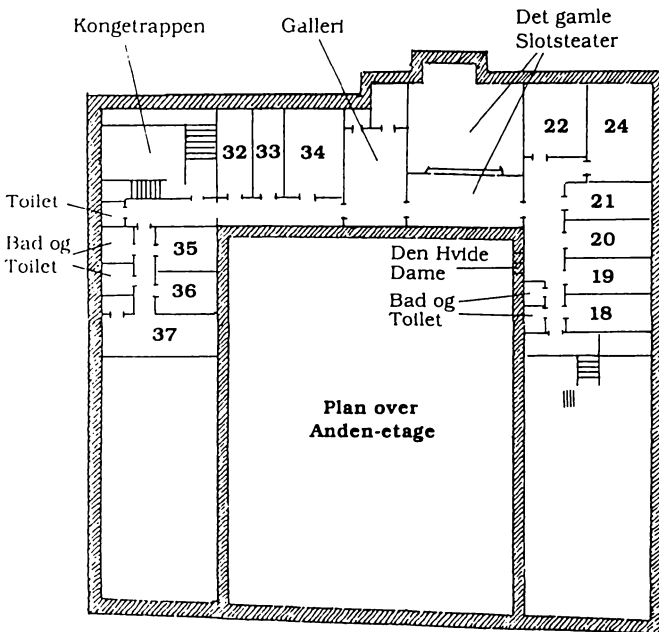 Kongetrappen
Galleri
Det gamle
Slotsteater
32
33
34
22
24
Toilet
21
Bad og
Toilet
35
20
Den Hvide
Dame
36
19
Bad og
Toilet
18
37
Plan over
Anden-etage